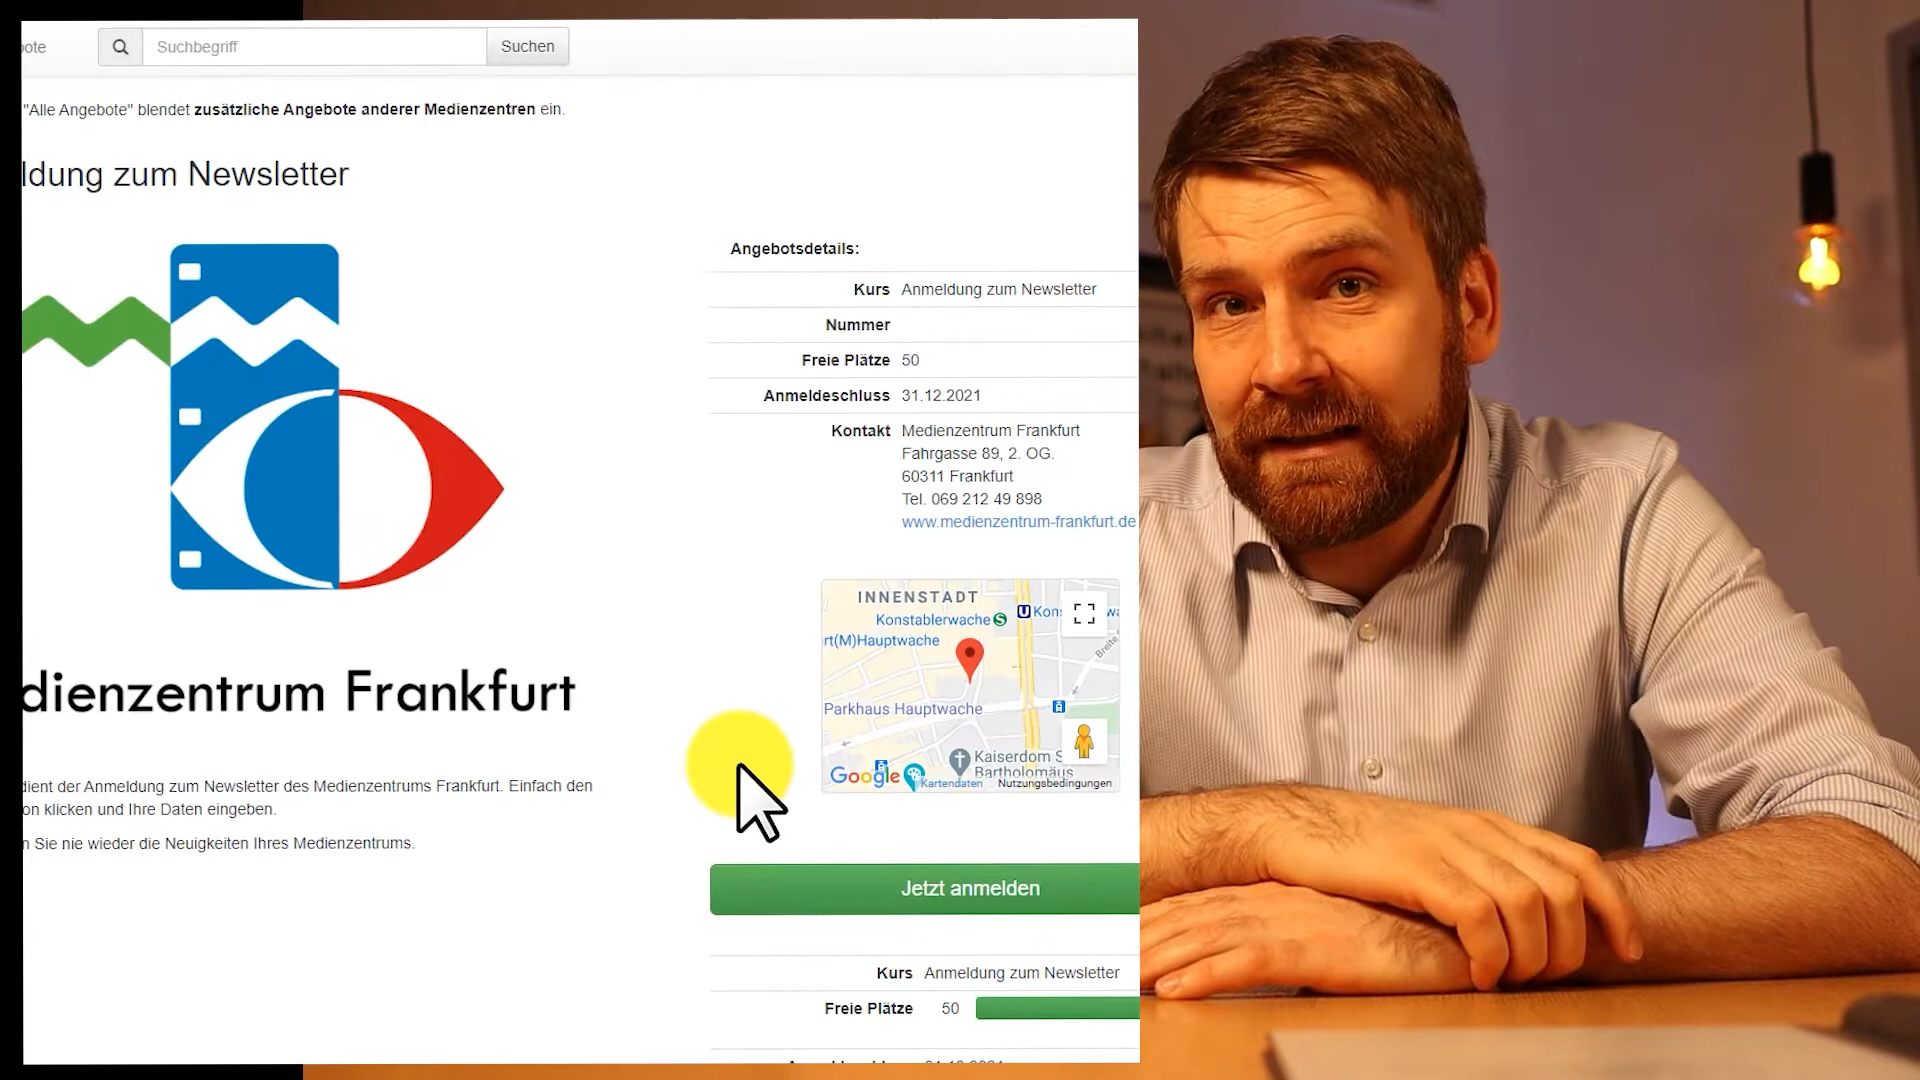 ote
Suchbegriff
Suchen
"Alle Angebote" blendet zusätzliche Angebote anderer Medienzentren ein.
ldung zum Newsletter
dienzentrum Frankfurt
dient der Anmeldung zum Newsletter des Medienzentrums Frankfurt. Einfach den
on klicken und Ihre Daten eingeben.
n Sie nie wieder die Neuigkeiten Ihres Medienzentrums.
Angebotsdetails:
Kurs Anmeldung zum Newsletter
Nummer
Freie Plätze 50
Anmeldeschluss 31.12.2021
Kontakt Medienzentrum Frankfurt
Fahrgasse 89, 2. OG.
60311 Frankfurt
Tel. 069 212 49 898
www.medienzentrum-frankfurt.de
INNENSTADT
Konstablerwache S
U Kons
rt(M)Hauptwache
Breite
Parkhaus Hauptwache
Kaiserdom S
Bartholomäus
Google
Kartendaten
Nutzungsbedingungen
Jetzt anmelden
Kurs Anmeldung zum Newsletter
Freie Plätze 50